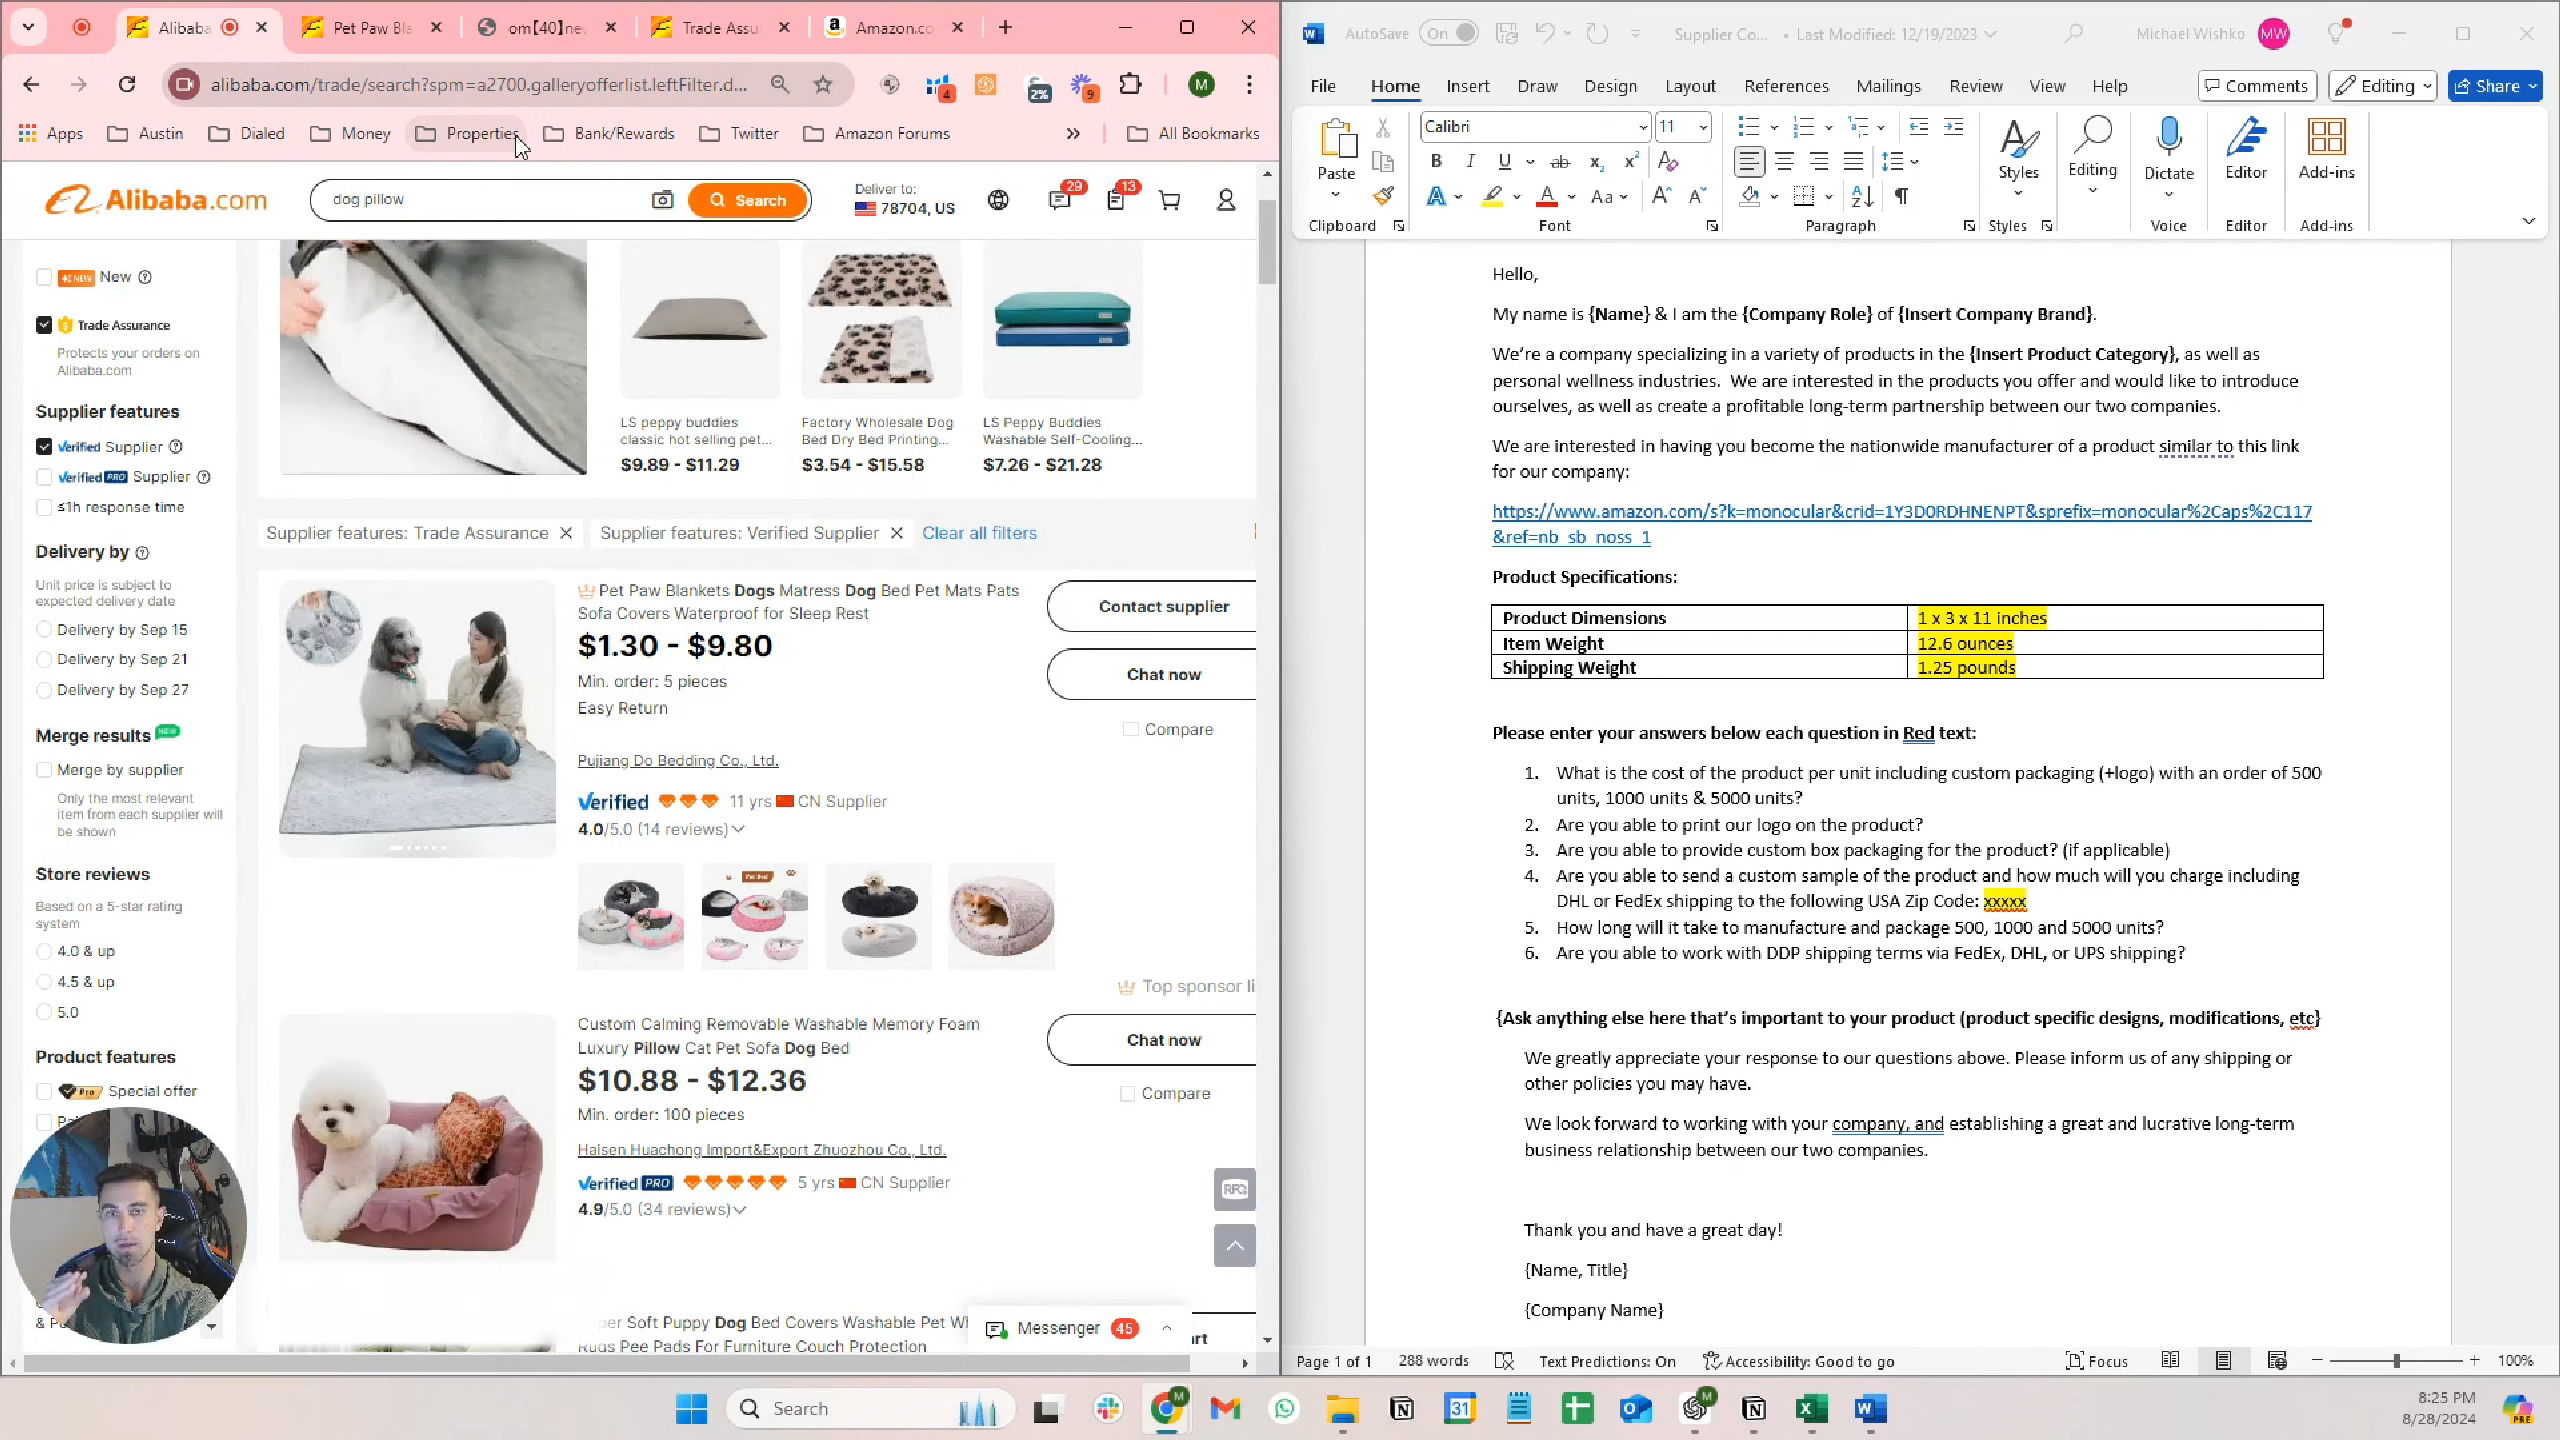 Alibaba
Pet Paw Bla
om【40】ne
Trade Assu
Amazon.co
alibaba.com/trade/search?spm=a2700.galleryofferlist.leftFilter.d...
4
2%
9
M
Apps
Austin
Dialed
Money
Properties
Bank/Rewards
Twitter
Amazon Forums
All Bookmarks
Alibaba.com
dog pillow
Search
Deliver to:
78704, US
29
13
NEW New
Trade Assurance
Protects your orders on
Alibaba.com
Supplier features
Verified Supplier
Verified PRO Supplier
≤1h response time
Delivery by
Unit price is subject to
expected delivery date
Delivery by Sep 15
Delivery by Sep 21
Delivery by Sep 27
Merge results NEW
Merge by supplier
Only the most relevant
item from each supplier will
be shown
Store reviews
Based on a 5-star rating
system
4.0 & up
4.5 & up
5.0
Product features
Pro Special offer
LS peppy buddies
classic hot selling pet...
$9.89 - $11.29
Factory Wholesale Dog
Bed Dry Bed Printing...
$3.54 - $15.58
LS Peppy Buddies
Washable Self-Cooling...
$7.26 - $21.28
Supplier features: Trade Assurance
Supplier features: Verified Supplier
Clear all filters
Pet Paw Blankets Dogs Matress Dog Bed Pet Mats Pats
Sofa Covers Waterproof for Sleep Rest
$1.30 - $9.80
Min. order: 5 pieces
Easy Return
Pujiang Do Bedding Co., Ltd.
Verified 11 yrs CN Supplier
4.0/5.0 (14 reviews)
Contact supplier
Chat now
Compare
Pet Bed
Top sponsor li
Custom Calming Removable Washable Memory Foam
Luxury Pillow Cat Pet Sofa Dog Bed
$10.88 - $12.36
Min. order: 100 pieces
Haisen Huachong Import&Export Zhuozhou Co., Ltd.
Verified PRO 5 yrs CN Supplier
4.9/5.0 (34 reviews)
Chat now
Compare
RFQ
per Soft Puppy Dog Bed Covers Washable Pet Wh
Rugs Pee Pads For Furniture Couch Protection
Messenger 45
rt
AutoSave On
Supplier Co... • Last Modified: 12/19/2023
Michael Wishko MW
File Home Insert Draw Design Layout References Mailings Review View Help
Comments
Editing
Share
Paste
Clipboard
Calibri
11
Font
Paragraph
Styles
Styles
Editing
Dictate
Voice
Editor
Editor
Add-ins
Add-ins
Hello,
My name is {Name} & I am the {Company Role} of {Insert Company Brand}.
We’re a company specializing in a variety of products in the {Insert Product Category}, as well as
personal wellness industries. We are interested in the products you offer and would like to introduce
ourselves, as well as create a profitable long-term partnership between our two companies.
We are interested in having you become the nationwide manufacturer of a product similar to this link
for our company:
https://www.amazon.com/s?k=monocular&crid=1Y3D0RDHNENPT&sprefix=monocular%2Caps%2C117
&ref=nb_sb_noss_1
Product Specifications:
Product Dimensions 1 x 3 x 11 inches
Item Weight 12.6 ounces
Shipping Weight 1.25 pounds
Please enter your answers below each question in Red text:
1. What is the cost of the product per unit including custom packaging (+logo) with an order of 500
units, 1000 units & 5000 units?
2. Are you able to print our logo on the product?
3. Are you able to provide custom box packaging for the product? (if applicable)
4. Are you able to send a custom sample of the product and how much will you charge including
DHL or FedEx shipping to the following USA Zip Code: xxxxx
5. How long will it take to manufacture and package 500, 1000 and 5000 units?
6. Are you able to work with DDP shipping terms via FedEx, DHL, or UPS shipping?
{Ask anything else here that’s important to your product (product specific designs, modifications, etc}
We greatly appreciate your response to our questions above. Please inform us of any shipping or
other policies you may have.
We look forward to working with your company, and establishing a great and lucrative long-term
business relationship between our two companies.
Thank you and have a great day!
{Name, Title}
{Company Name}
Page 1 of 1
288 words
Text Predictions: On
Accessibility: Good to go
Focus
100%
Search
31
8:25 PM
8/28/2024